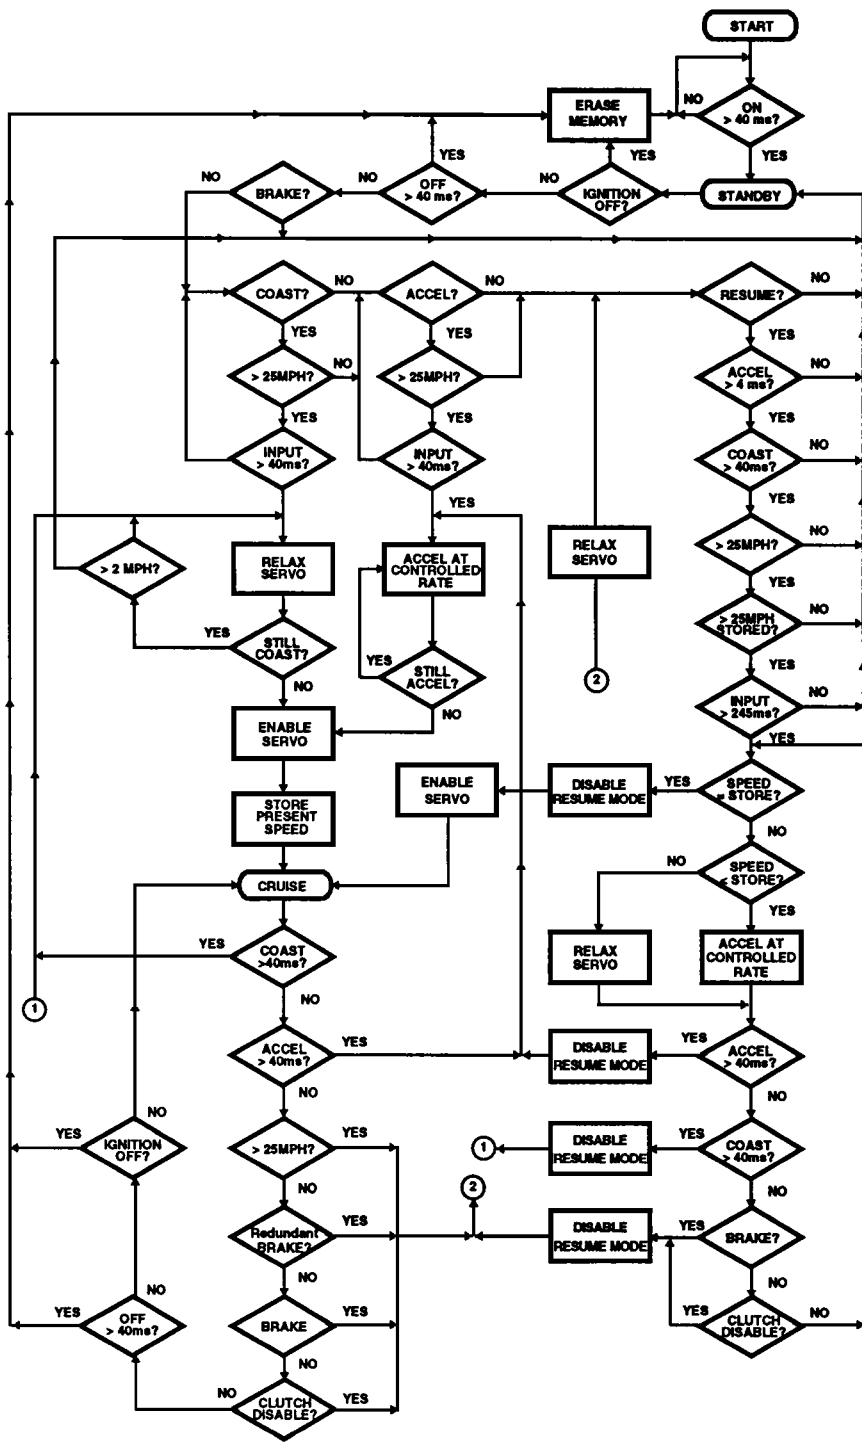 START
ON
> 40 ms?
NO
YES
ERASE
MEMORY
YES
YES
STANDBY
IGNITION
OFF?
NO
OFF
> 40 ms?
NO
BRAKE?
NO
COAST?
NO
ACCEL?
NO
RESUME?
NO
YES
YES
YES
> 25MPH?
NO
> 25MPH?
ACCEL
> 4 ms?
NO
YES
YES
YES
INPUT
> 40ms?
INPUT
> 40ms?
COAST
> 40ms?
NO
YES
YES
> 2 MPH?
RELAX
SERVO
ACCEL AT
CONTROLLED
RATE
RELAX
SERVO
> 25MPH?
NO
YES
YES
STILL
COAST?
YES
STILL
ACCEL?
> 25MPH
STORED?
NO
NO
NO
2
YES
INPUT
> 245ms?
NO
YES
ENABLE
SERVO
STORE
PRESENT
SPEED
ENABLE
SERVO
DISABLE
RESUME MODE
YES
SPEED
= STORE?
NO
CRUISE
NO
SPEED
< STORE?
YES
YES
COAST
>40ms?
NO
RELAX
SERVO
ACCEL AT
CONTROLLED
RATE
1
ACCEL
> 40ms?
YES
NO
DISABLE
RESUME MODE
YES
ACCEL
> 40ms?
NO
NO
YES
IGNITION
OFF?
> 25MPH?
YES
NO
1
DISABLE
RESUME MODE
YES
COAST
> 40ms?
NO
2
Redundant
BRAKE?
YES
NO
DISABLE
RESUME MODE
YES
BRAKE?
NO
NO
YES
OFF
> 40ms?
BRAKE
YES
NO
YES
CLUTCH
DISABLE?
NO
NO
CLUTCH
DISABLE?
YES